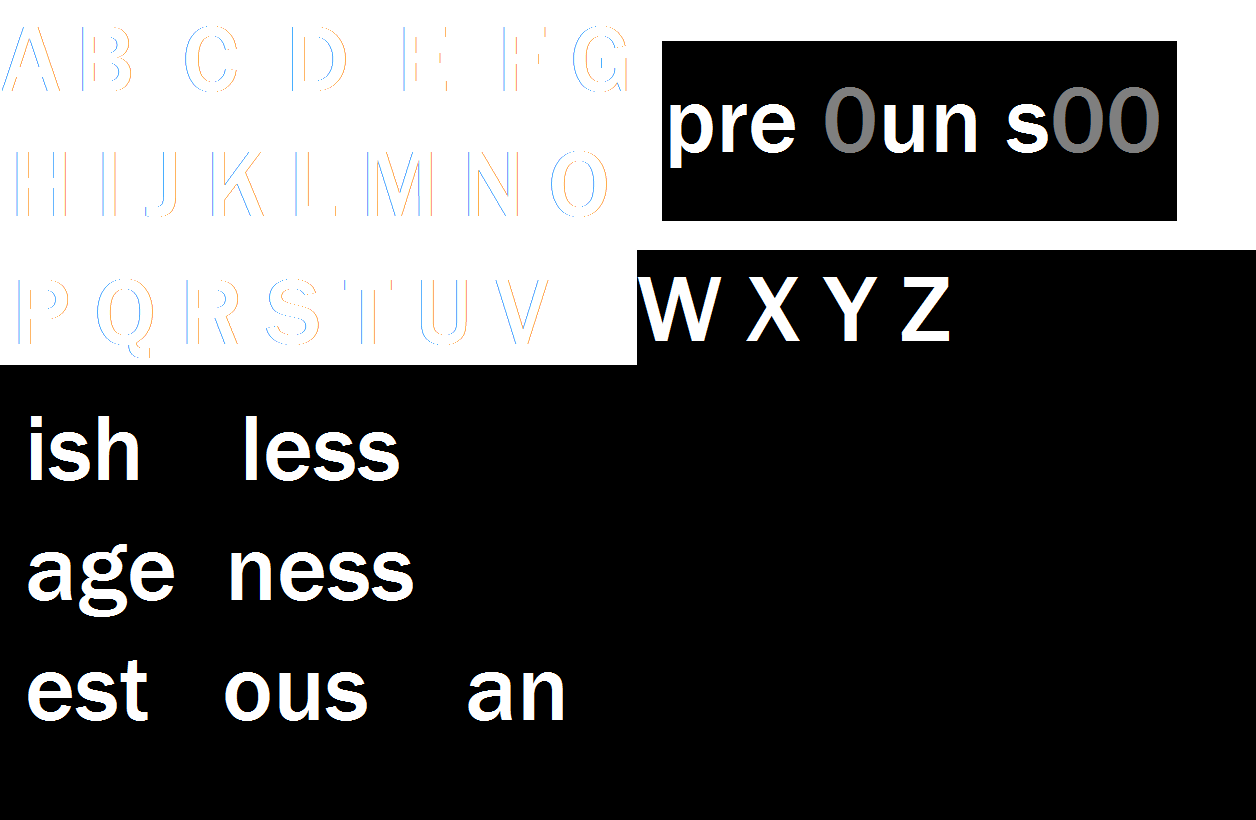 A B C D E F G
pre 0un s00
H I J K L M N O
P Q R S T U V
W X Y Z
ish less
age ness
est ous an